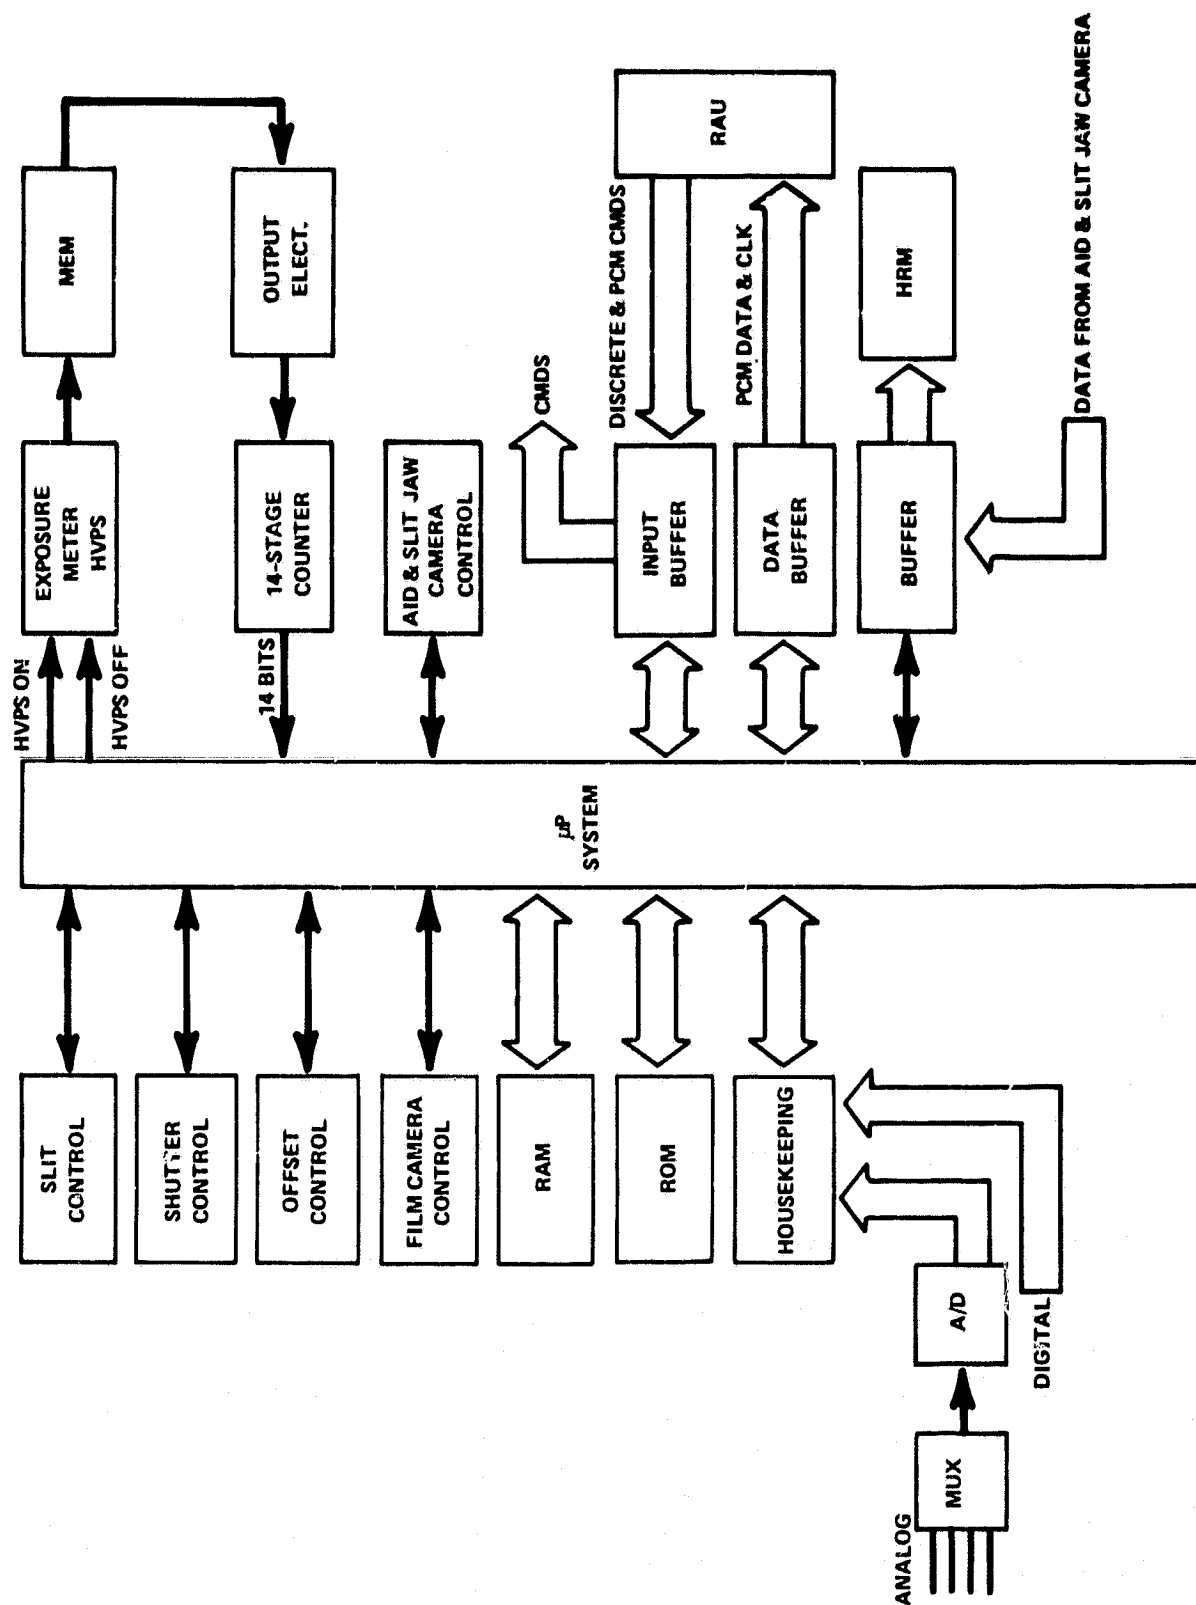 SLIT
CONTROL
SHUTTER
CONTROL
OFFSET
CONTROL
FILM CAMERA
CONTROL
RAM
ROM
HOUSEKEEPING
ANALOG
MUX
A/D
DIGITAL
µP
SYSTEM
HVPS ON
HVPS OFF
EXPOSURE
METER
HVPS
MEM
OUTPUT
ELECT.
14-STAGE
COUNTER
14 BITS
AID & SLIT JAW
CAMERA
CONTROL
CMDS
INPUT
BUFFER
DISCRETE & PCM CMDS
RAU
DATA
BUFFER
PCM DATA & CLK
BUFFER
HRM
DATA FROM AID & SLIT JAW CAMERA